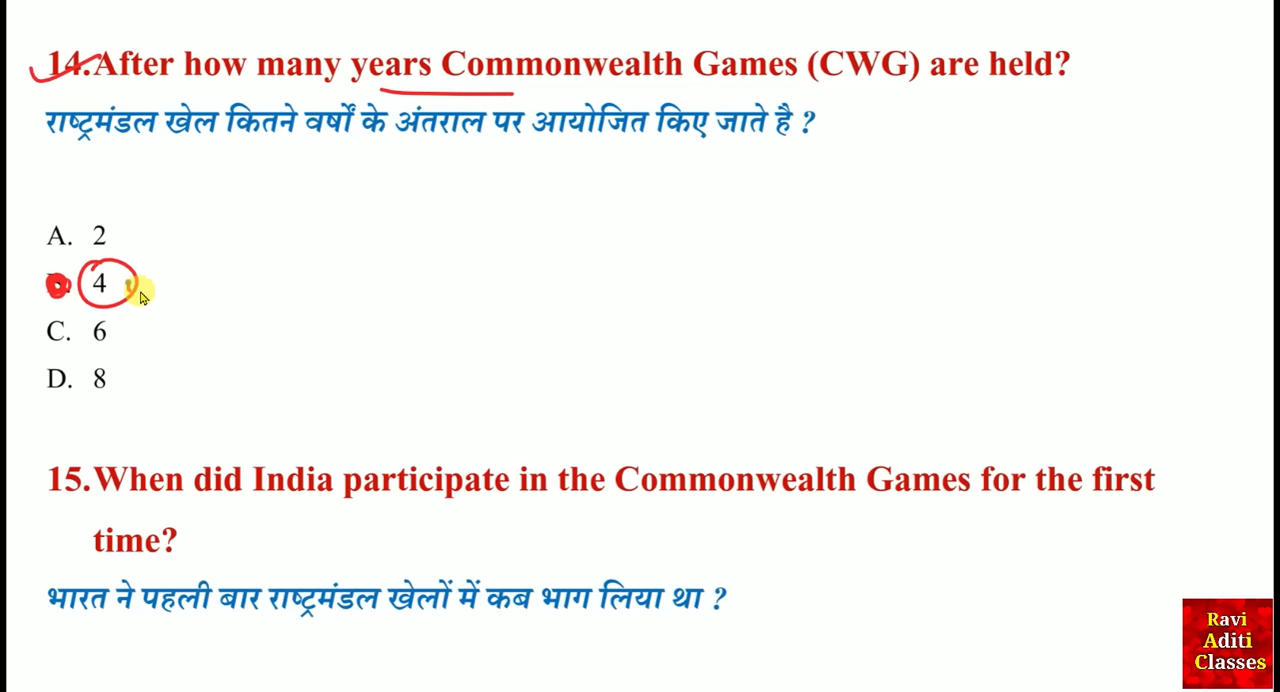 14.After how many years Commonwealth Games (CWG) are held?
राष्ट्रमंडल खेल कितने वर्षों के अंतराल पर आयोजित किए जाते है ?
A. 2
4
C. 6
D. 8
15.When did India participate in the Commonwealth Games for the first
time?
भारत ने पहली बार राष्ट्रमंडल खेलों में कब भाग लिया था ?
Ravi
Aditi
Classes